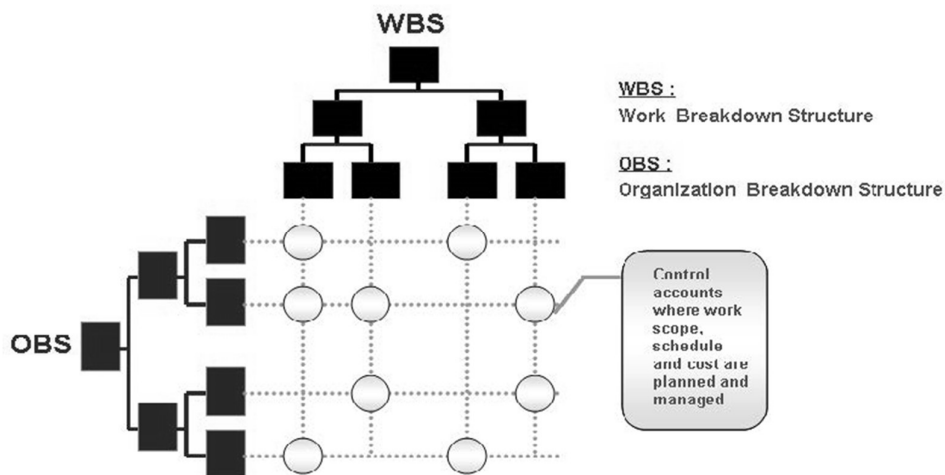 WBS
WBS :
Work Breakdown Structure
OBS :
Organization Breakdown Structure
OBS
Control
accounts
where work
scope,
schedule
and cost are
planned and
managed